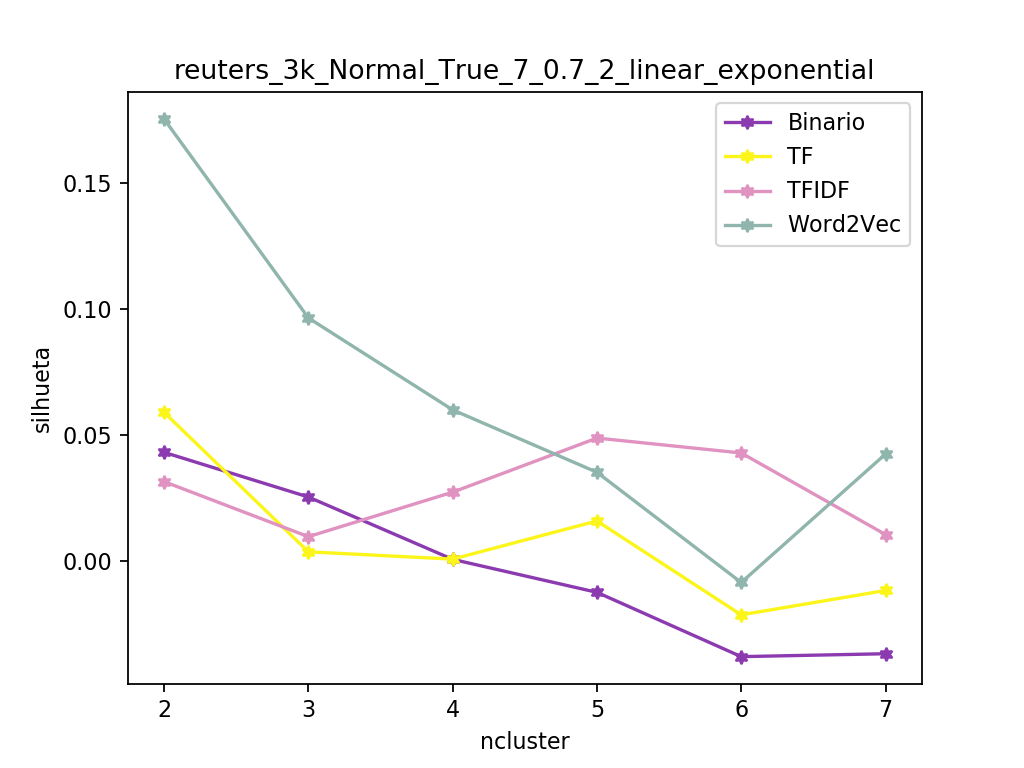 reuters_3k_Normal_True_7_0.7_2_linear_exponential
Binario
TF
TFIDF
Word2Vec
silhueta
0.15
0.10
0.05
0.00
2 3 4 5 6 7
ncluster